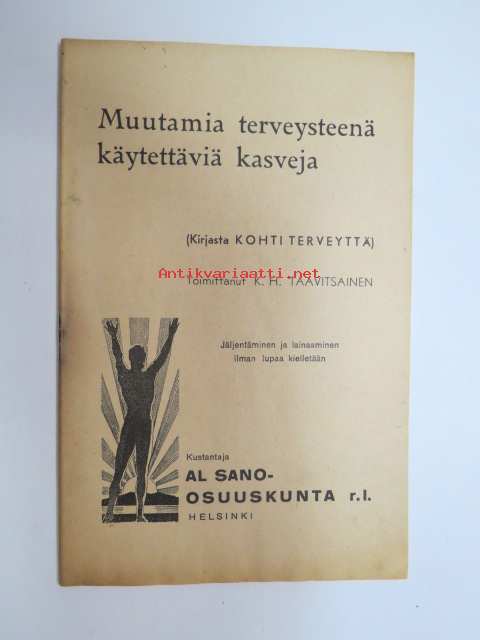 Muutamia terveysteenä
käytettäviä kasveja
(Kirjasta KOHTI TERVEYTTÄ)
Antikvariaatti.net
Toimittanut K. H. TAAVITSAINEN
Jäljentäminen ja lainaaminen
ilman lupaa kielletään
Kustantaja
AL SANO-
OSUUSKUNTA r.l.
HELSINKI